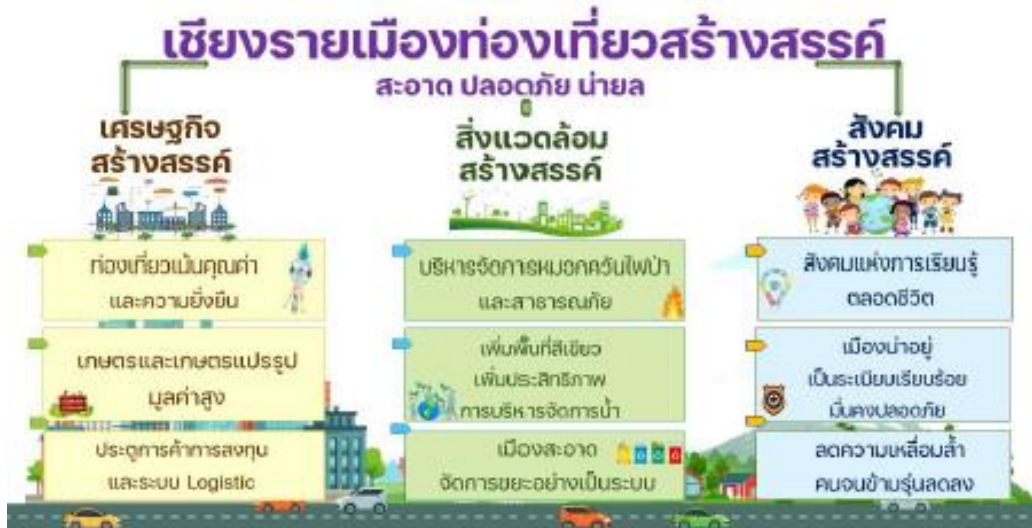 เชียงรายเมืองท่องเที่ยวสร้างสรรค์
สะอาด ปลอดภัย น่ายล
เศรษฐกิจ
สร้างสรรค์
ท่องเที่ยวเน้นคุณค่า
และความยั่งยืน
เกษตรและเกษตรแปรรูป
มูลค่าสูง
ประตูการค้าการลงทุน
และระบบ Logistic
สิ่งแวดล้อม
สร้างสรรค์
บริหารจัดการหมอกควันไฟป่า
และสาธารณภัย
เพิ่มพื้นที่สีเขียว
เพิ่มประสิทธิภาพ
การบริหารจัดการน้ำ
เมืองสะอาด
จัดการขยะอย่างเป็นระบบ
สังคม
สร้างสรรค์
สังคมแห่งการเรียนรู้
ตลอดชีวิต
เมืองน่าอยู่
เป็นระเบียบเรียบร้อย
มั่นคงปลอดภัย
ลดความเหลื่อมล้ำ
คนจนข้ามรุ่นลดลง